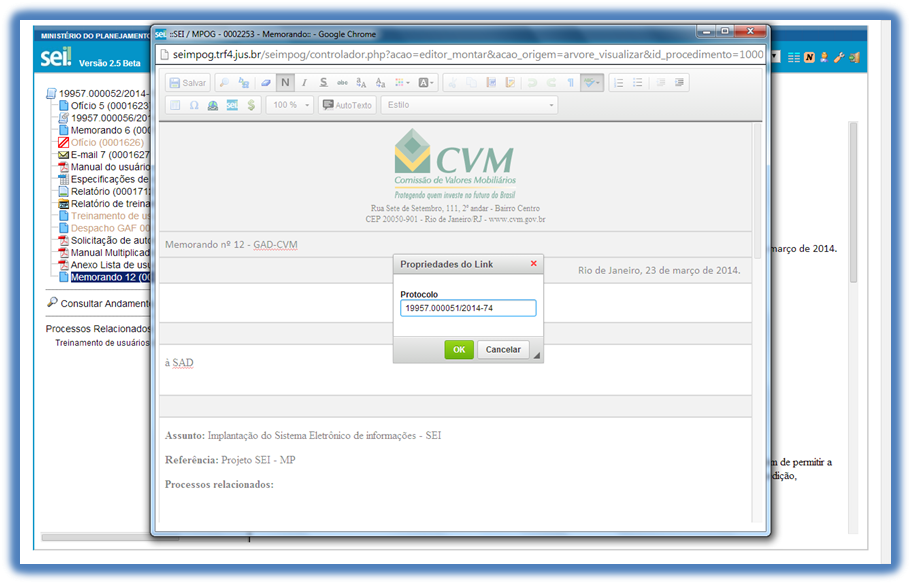 MINISTÉRIO DO PLANEJAMENTO
sei!
Versão 2.5 Beta
19957.000052/2014-
Ofício 5 (0001623
19957.000056/201
Memorando 6 (000
Ofício (0001626)
E-mail 7 (0001627
Manual do usuário
Especificações de
Relatório (000171
Relatório de treina
Treinamento de us
Despacho GAF 00
Solicitação de auto
Manual Multiplicad
Anexo Lista de usu
Memorando 12 (00
Consultar Andamento
Processos Relacionados
Treinamento de usuários
sei ::SEI / MPOG - 0002253 - Memorando:: - Google Chrome
seimpog.trf4.jus.br/seimpog/controlador.php?acao=editor_montar&acao_origem=arvore_visualizar&id_procedimento=1000
Salvar
N I S abc
100 %
AutoTexto
Estilo
CVM
Comissão de Valores Mobiliários
Protegendo quem investe no futuro do Brasil
Rua Sete de Setembro, 111, 2º andar - Bairro Centro
CEP 20050-901 - Rio de Janeiro/RJ - www.cvm.gov.br
Memorando nº 12 - GAD-CVM
Rio de Janeiro, 23 de março de 2014.
Propriedades do Link
Protocolo
19957.000051/2014-74
OK
Cancelar
à SAD
Assunto: Implantação do Sistema Eletrônico de informações - SEI
Referência: Projeto SEI - MP
Processos relacionados:
março de 2014.
m de permitir a
dição,